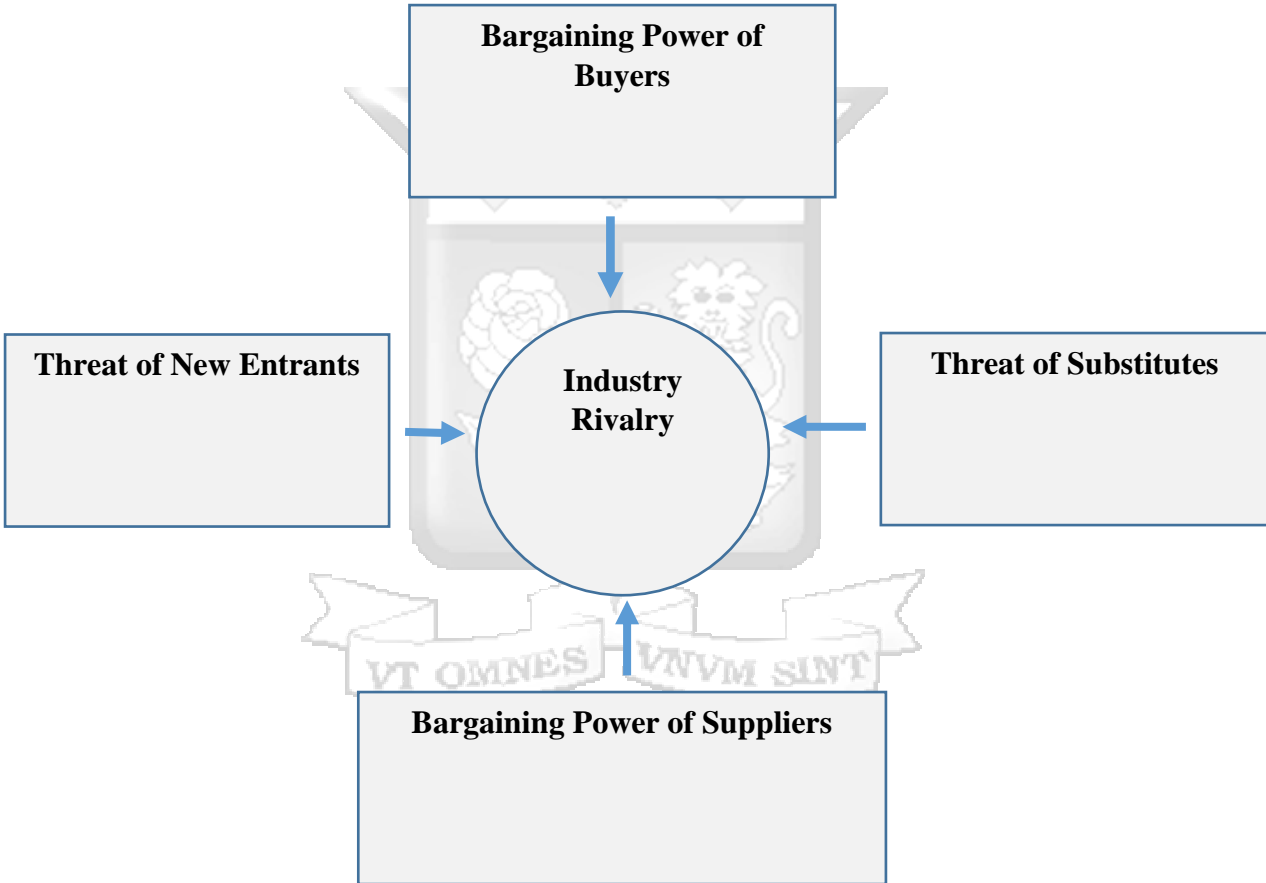 Bargaining Power of
Buyers
Threat of New Entrants
Industry
Rivalry
Threat of Substitutes
VT OMNES VNVM SINT
Bargaining Power of Suppliers